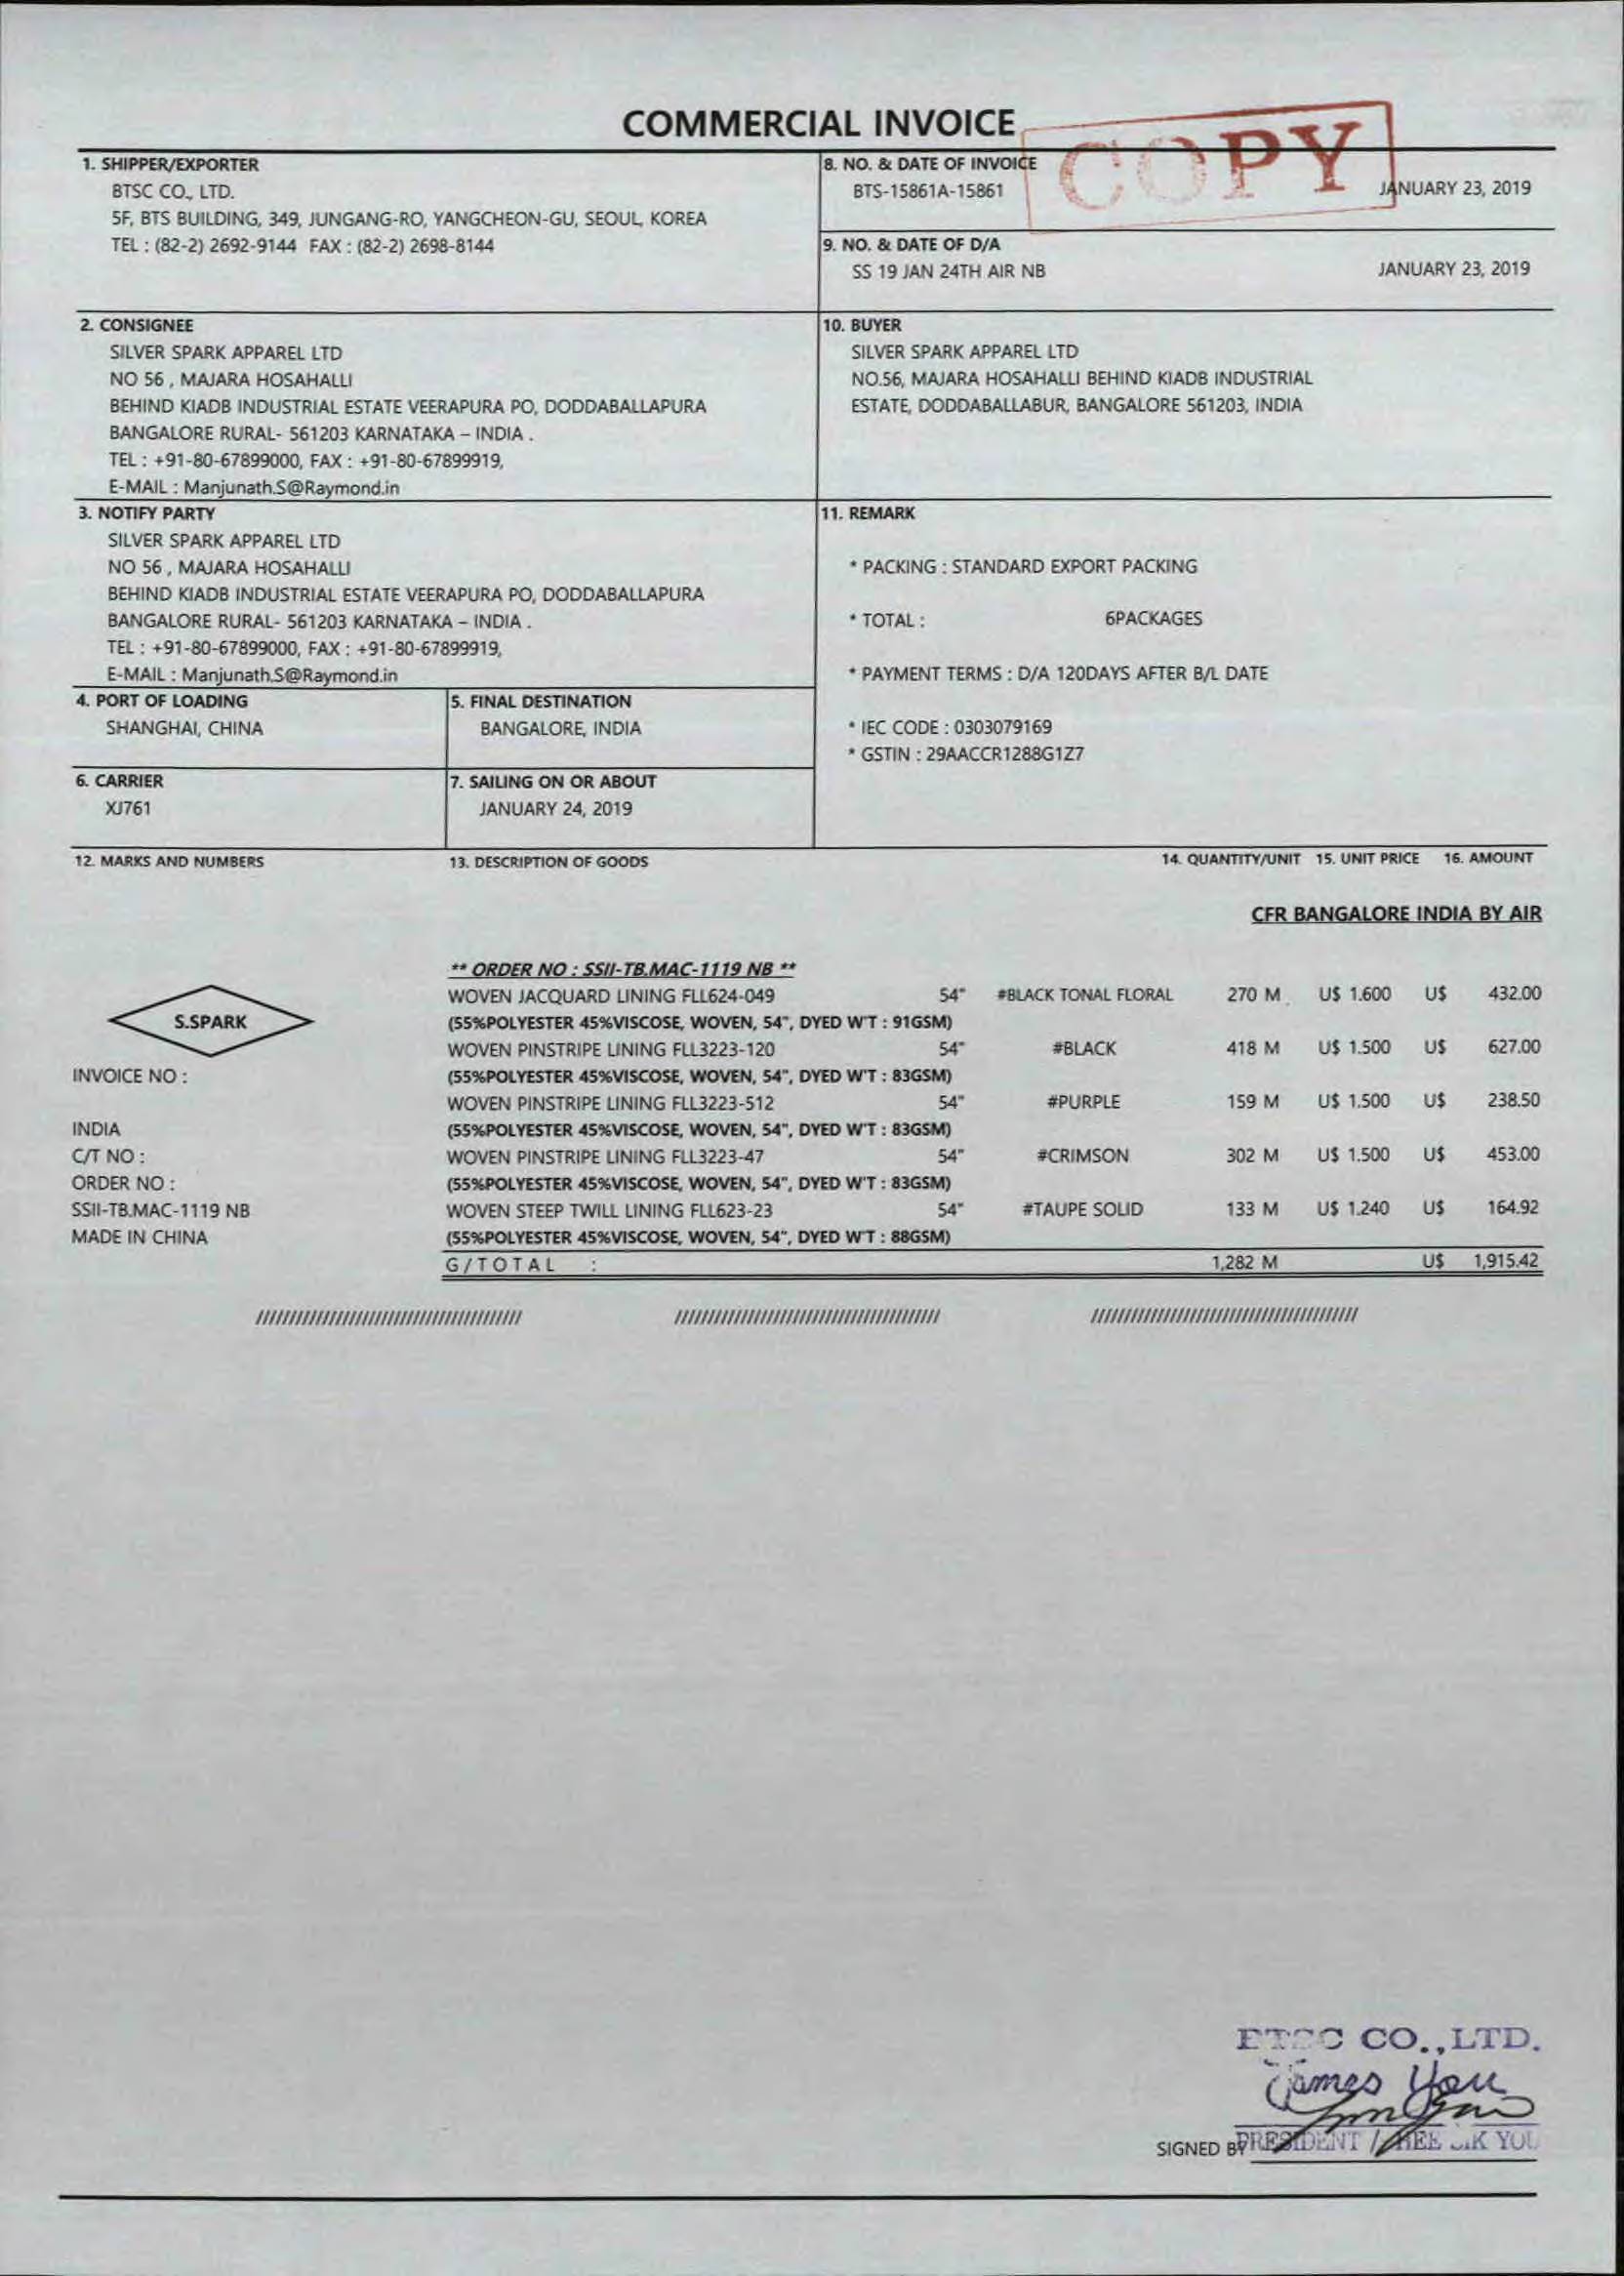 COMMERCIAL INVOICE
COPY
1. SHIPPER/EXPORTER
BTSC CO., LTD.
5F, BTS BUILDING, 349, JUNGANG-RO, YANGCHEON-GU, SEOUL, KOREA
TEL : (82-2) 2692-9144 FAX : (82-2) 2698-8144
8. NO. & DATE OF INVOICE
BTS-15861A-15861 JANUARY 23, 2019
9. NO. & DATE OF D/A
SS 19 JAN 24TH AIR NB JANUARY 23, 2019
2. CONSIGNEE
SILVER SPARK APPAREL LTD
NO 56 , MAJARA HOSAHALLI
BEHIND KIADB INDUSTRIAL ESTATE VEERAPURA PO, DODDABALLAPURA
BANGALORE RURAL- 561203 KARNATAKA – INDIA .
TEL : +91-80-67899000, FAX : +91-80-67899919,
E-MAIL : Manjunath.S@Raymond.in
10. BUYER
SILVER SPARK APPAREL LTD
NO.56, MAJARA HOSAHALLI BEHIND KIADB INDUSTRIAL
ESTATE, DODDABALLABUR, BANGALORE 561203, INDIA
3. NOTIFY PARTY
SILVER SPARK APPAREL LTD
NO 56 , MAJARA HOSAHALLI
BEHIND KIADB INDUSTRIAL ESTATE VEERAPURA PO, DODDABALLAPURA
BANGALORE RURAL- 561203 KARNATAKA – INDIA .
TEL : +91-80-67899000, FAX : +91-80-67899919,
E-MAIL : Manjunath.S@Raymond.in
11. REMARK
* PACKING : STANDARD EXPORT PACKING
* TOTAL : 6PACKAGES
* PAYMENT TERMS : D/A 120DAYS AFTER B/L DATE
* IEC CODE : 0303079169
* GSTIN : 29AACCR1288G1Z7
4. PORT OF LOADING
SHANGHAI, CHINA
5. FINAL DESTINATION
BANGALORE, INDIA
6. CARRIER
XJ761
7. SAILING ON OR ABOUT
JANUARY 24, 2019
12. MARKS AND NUMBERS 13. DESCRIPTION OF GOODS 14. QUANTITY/UNIT 15. UNIT PRICE 16. AMOUNT
CFR BANGALORE INDIA BY AIR
** ORDER NO : SSII-TB.MAC-1119 NB **
WOVEN JACQUARD LINING FLL624-049 54" #BLACK TONAL FLORAL 270 M U$ 1.600 U$ 432.00
S.SPARK (55%POLYESTER 45%VISCOSE, WOVEN, 54", DYED W'T : 91GSM)
WOVEN PINSTRIPE LINING FLL3223-120 54" #BLACK 418 M U$ 1.500 U$ 627.00
INVOICE NO : (55%POLYESTER 45%VISCOSE, WOVEN, 54", DYED W'T : 83GSM)
WOVEN PINSTRIPE LINING FLL3223-512 54" #PURPLE 159 M U$ 1.500 U$ 238.50
INDIA (55%POLYESTER 45%VISCOSE, WOVEN, 54", DYED W'T : 83GSM)
C/T NO : WOVEN PINSTRIPE LINING FLL3223-47 54" #CRIMSON 302 M U$ 1.500 U$ 453.00
ORDER NO : (55%POLYESTER 45%VISCOSE, WOVEN, 54", DYED W'T : 83GSM)
SSII-TB.MAC-1119 NB WOVEN STEEP TWILL LINING FLL623-23 54" #TAUPE SOLID 133 M U$ 1.240 U$ 164.92
MADE IN CHINA (55%POLYESTER 45%VISCOSE, WOVEN, 54", DYED W'T : 88GSM)
G/TOTAL : 1,282 M U$ 1,915.42
BTSC CO.,LTD.
James You
SIGNED BY PRESIDENT /